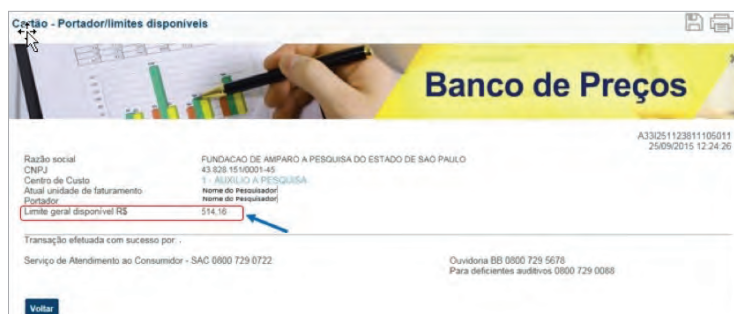 Cartão - Portador/limites disponíveis
Banco de Preços
A33I251123811105011
25/09/2015 12:24:26
Razão social FUNDACAO DE AMPARO A PESQUISA DO ESTADO DE SAO PAULO
CNPJ 43.828.151/0001-45
Centro de Custo 1 - AUXILIO A PESQUISA
Atual unidade de faturamento Nome do Pesquisador
Portador Nome do Pesquisador
Limite geral disponível R$ 514,16
Transação efetuada com sucesso por: .
Serviço de Atendimento ao Consumidor - SAC 0800 729 0722
Ouvidoria BB 0800 729 5678
Para deficientes auditivos 0800 729 0088
Voltar